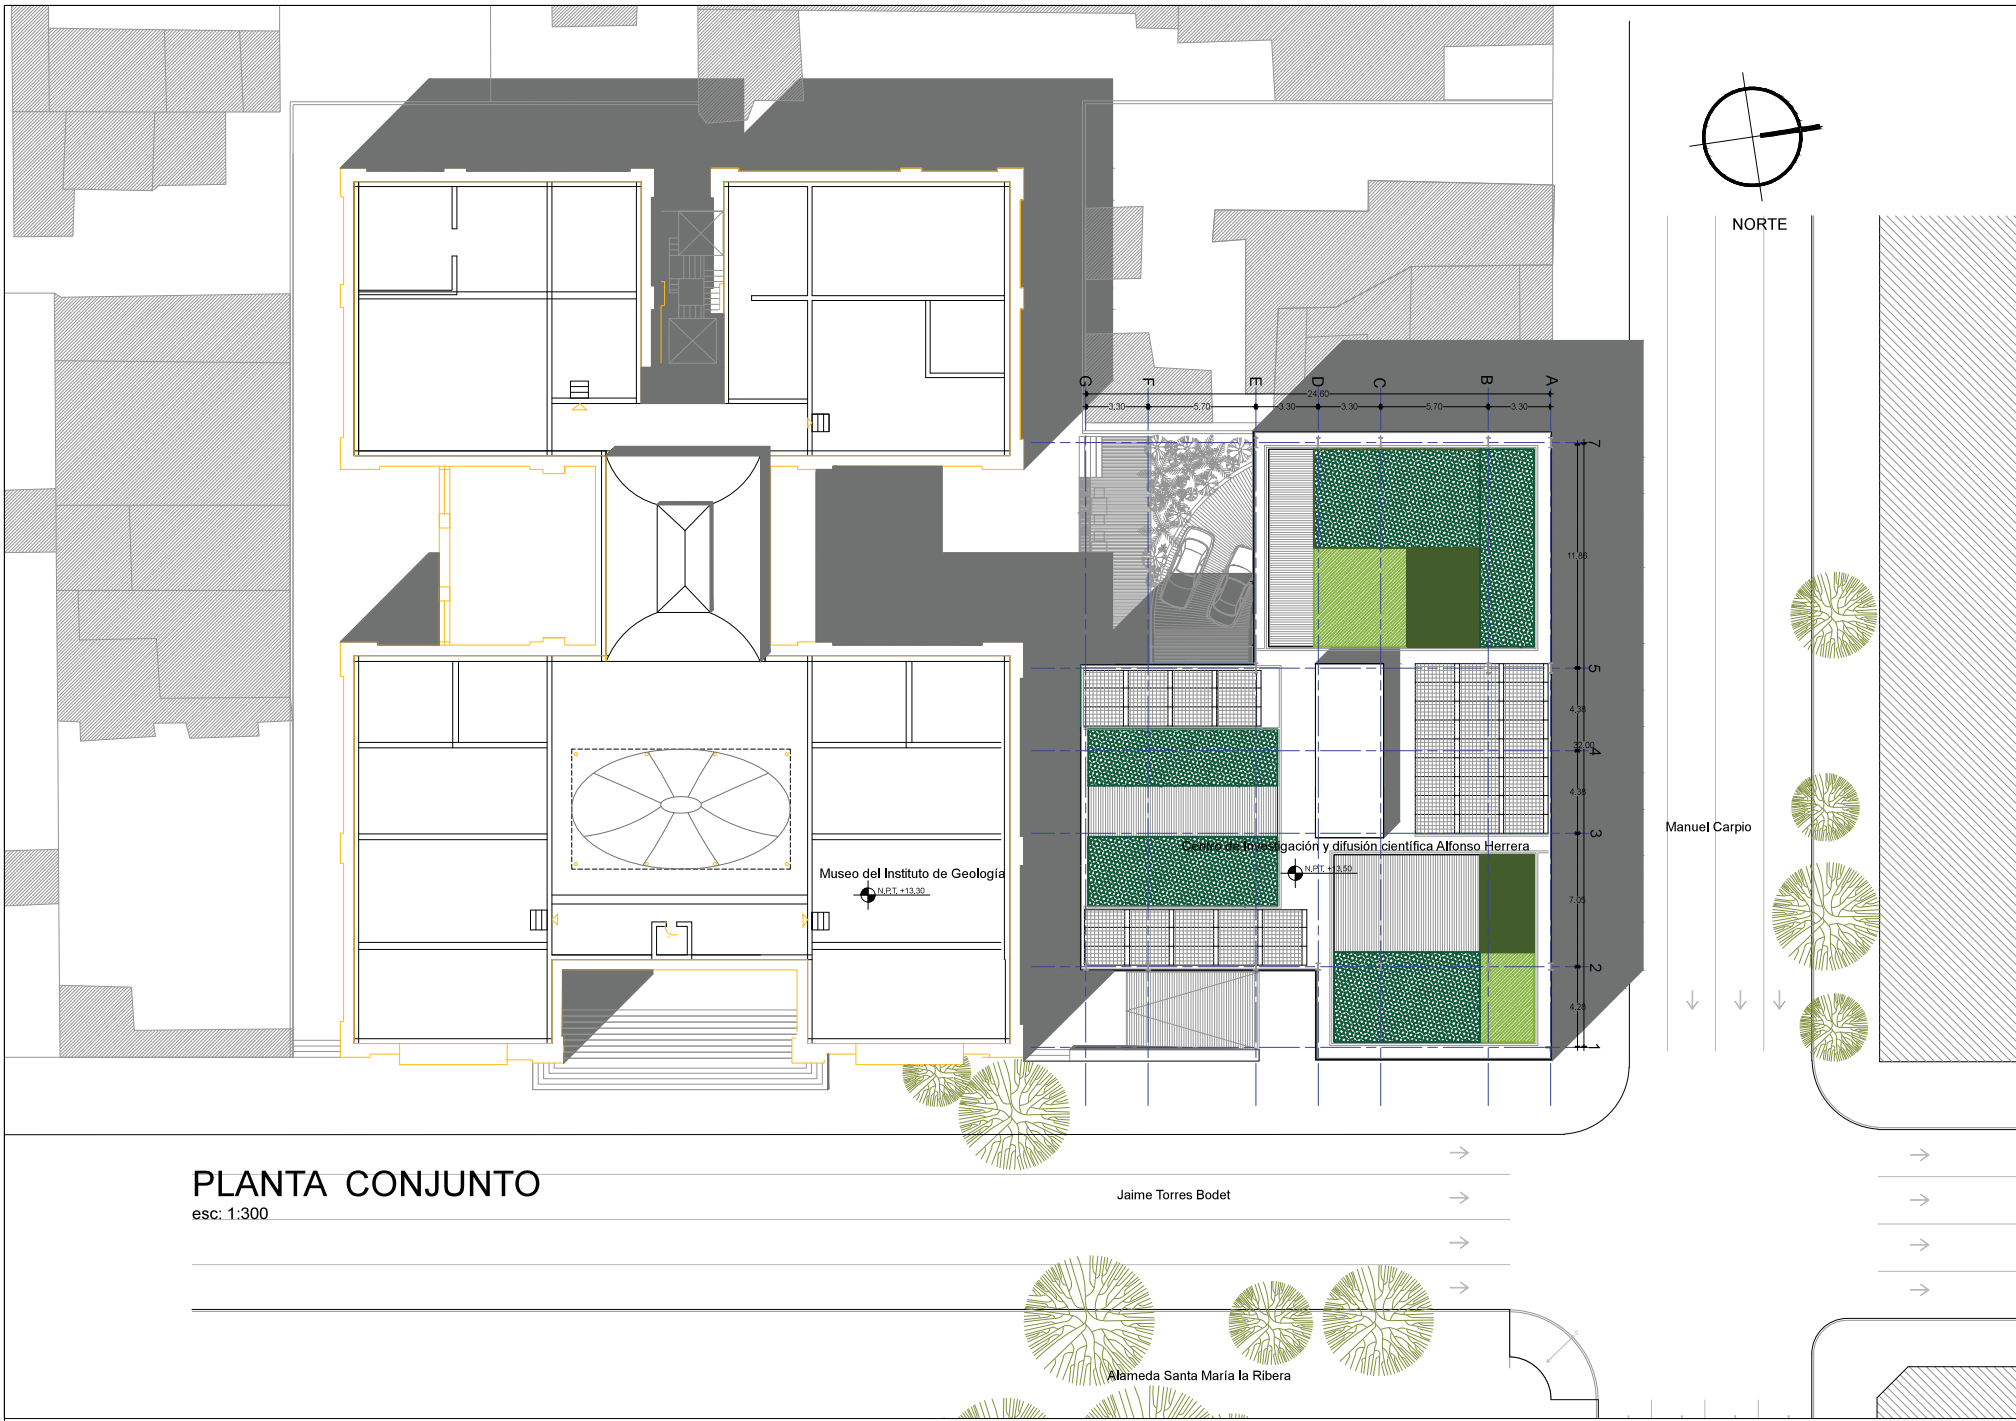 NORTE
G F E D C B A
24.60
3.30 5.70 3.30 3.30 5.70 3.30
7
11.86
5
4.38
32.00
4
4.38
3
Manuel Carpio
Centro de Investigación y difusión científica Alfonso Herrera
N.P.T. +13.50
Museo del Instituto de Geología
N.P.T. +13.30
7.05
2
4.28
1
PLANTA CONJUNTO
esc: 1:300
Jaime Torres Bodet
Alameda Santa María la Ribera